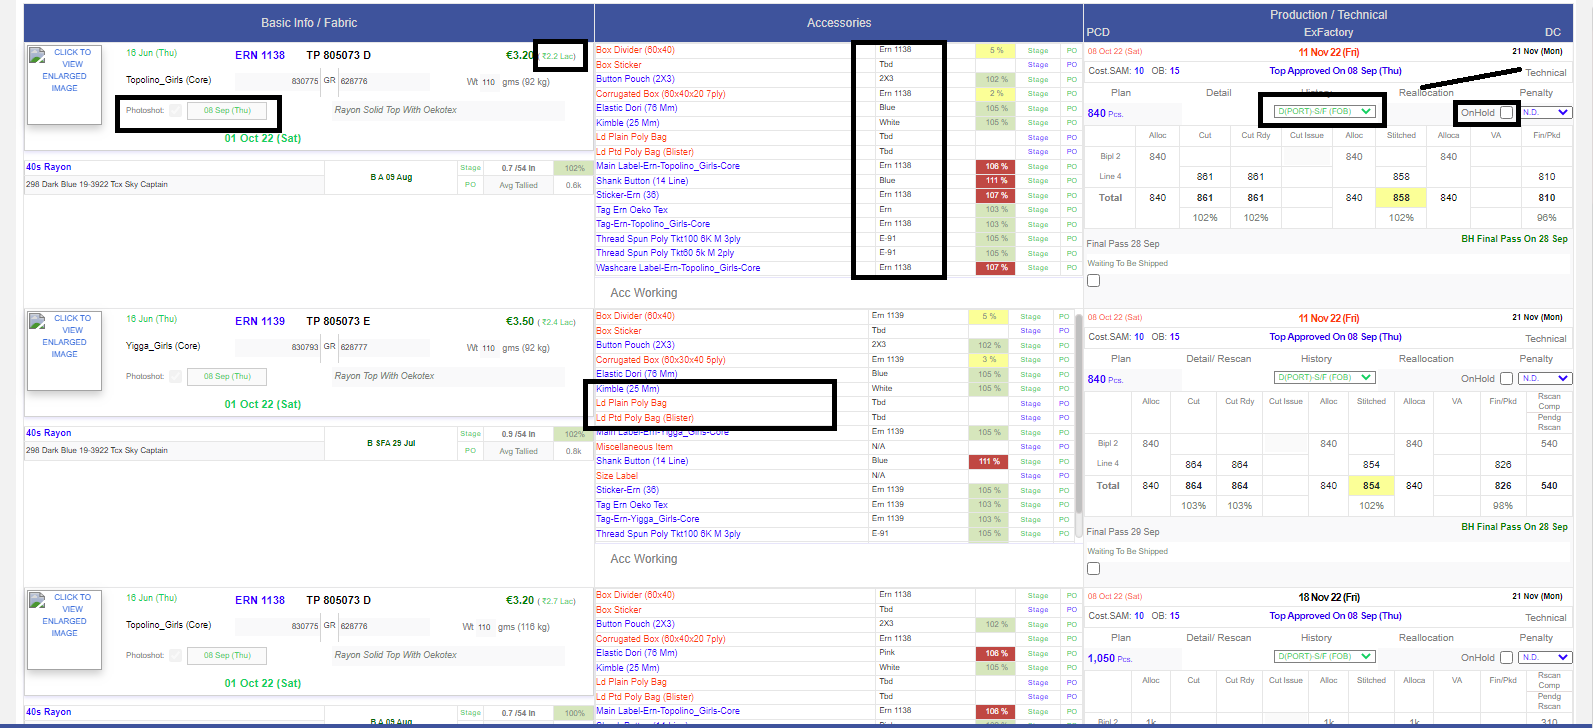 Basic Info / Fabric
Accessories
Production / Technical
PCD ExFactory DC
CLICK TO VIEW ENLARGED IMAGE
16 Jun (Thu) ERN 1138 TP 805073 D €3.20 ( ₹2.2 Lac)
Topolino_Girls (Core) 830775 GR 628776 Wt 110 gms (92 kg)
Photoshot: 08 Sep (Thu) Rayon Solid Top With Oekotex
01 Oct 22 (Sat)
40s Rayon B A 09 Aug Stage 0.7 /54 In 102%
298 Dark Blue 19-3922 Tcx Sky Captain PO Avg Tallied 0.6k
Box Divider (60x40) Ern 1138 5 % Stage PO
Box Sticker Tbd Stage PO
Button Pouch (2X3) 2X3 102 % Stage PO
Corrugated Box (60x40x20 7ply) Ern 1138 2 % Stage PO
Elastic Dori (76 Mm) Blue 105 % Stage PO
Kimble (25 Mm) White 105 % Stage PO
Ld Plain Poly Bag Tbd Stage PO
Ld Ptd Poly Bag (Blister) Tbd Stage PO
Main Label-Ern-Topolino_Girls-Core Ern 1138 106 % Stage PO
Shank Button (14 Line) Blue 111 % Stage PO
Sticker-Ern (36) Ern 1138 107 % Stage PO
Tag Ern Oeko Tex Ern 103 % Stage PO
Tag-Ern-Topolino_Girls-Core Ern 1138 103 % Stage PO
Thread Spun Poly Tkt100 6K M 3ply E-91 105 % Stage PO
Thread Spun Poly Tkt60 5k M 2ply E-91 105 % Stage PO
Washcare Label-Ern-Topolino_Girls-Core Ern 1138 107 % Stage PO
Acc Working
08 Oct 22 (Sat) 11 Nov 22 (Fri) 21 Nov (Mon)
Cost.SAM: 10 OB: 15 Top Approved On 08 Sep (Thu) Technical
Plan Detail History Reallocation Penalty
840 Pcs. D(PORT)-S/F (FOB) OnHold N.D.
Alloc Cut Cut Rdy Cut Issue Alloc Stitched Alloca VA Fin/Pkd
Bipl 2 840 840 840
Line 4 861 861 858 810
Total 840 861 861 840 858 840 810
102% 102% 102% 96%
Final Pass 28 Sep BH Final Pass On 28 Sep
Waiting To Be Shipped
CLICK TO VIEW ENLARGED IMAGE
16 Jun (Thu) ERN 1139 TP 805073 E €3.50 ( ₹2.4 Lac)
Yigga_Girls (Core) 830793 GR 628777 Wt 110 gms (92 kg)
Photoshot: 08 Sep (Thu) Rayon Top With Oekotex
01 Oct 22 (Sat)
40s Rayon B SFA 29 Jul Stage 0.9 /54 In 102%
298 Dark Blue 19-3922 Tcx Sky Captain PO Avg Tallied 0.8k
Box Divider (60x40) Ern 1139 5 % Stage PO
Box Sticker Tbd Stage PO
Button Pouch (2X3) 2X3 102 % Stage PO
Corrugated Box (60x30x40 5ply) Ern 1139 3 % Stage PO
Elastic Dori (76 Mm) Blue 105 % Stage PO
Kimble (25 Mm) White 105 % Stage PO
Ld Plain Poly Bag Tbd Stage PO
Ld Ptd Poly Bag (Blister) Tbd Stage PO
Main Label-Ern-Yigga_Girls-Core Ern 1139 105 % Stage PO
Miscellaneous Item N/A Stage PO
Shank Button (14 Line) Blue 111 % Stage PO
Size Label N/A Stage PO
Sticker-Ern (36) Ern 1139 105 % Stage PO
Tag Ern Oeko Tex Ern 1139 103 % Stage PO
Tag-Ern-Yigga_Girls-Core Ern 1139 103 % Stage PO
Thread Spun Poly Tkt100 6K M 3ply E-91 105 % Stage PO
Acc Working
08 Oct 22 (Sat) 11 Nov 22 (Fri) 21 Nov (Mon)
Cost.SAM: 10 OB: 15 Top Approved On 08 Sep (Thu) Technical
Plan Detail/ Rescan History Reallocation Penalty
840 Pcs. D(PORT)-S/F (FOB) OnHold N.D.
Alloc Cut Cut Rdy Cut Issue Alloc Stitched Alloca VA Fin/Pkd Rscan Comp
Pendg Rscan
Bipl 2 840 840 840 540
Line 4 864 864 854 826
Total 840 864 864 840 854 840 826 540
103% 103% 102% 98%
Final Pass 29 Sep BH Final Pass On 28 Sep
Waiting To Be Shipped
CLICK TO VIEW ENLARGED IMAGE
16 Jun (Thu) ERN 1138 TP 805073 D €3.20 ( ₹2.7 Lac)
Topolino_Girls (Core) 830775 GR 628776 Wt 110 gms (116 kg)
Photoshot: 08 Sep (Thu) Rayon Solid Top With Oekotex
01 Oct 22 (Sat)
40s Rayon B A 09 Aug Stage 0.7 /54 In 100%
Box Divider (60x40) Ern 1138 Stage PO
Box Sticker Tbd Stage PO
Button Pouch (2X3) 2X3 102 % Stage PO
Corrugated Box (60x40x20 7ply) Ern 1138 Stage PO
Elastic Dori (76 Mm) Pink 106 % Stage PO
Kimble (25 Mm) White 105 % Stage PO
Ld Plain Poly Bag Tbd Stage PO
Ld Ptd Poly Bag (Blister) Tbd Stage PO
Main Label-Ern-Topolino_Girls-Core Ern 1138 106 % Stage PO
08 Oct 22 (Sat) 18 Nov 22 (Fri) 21 Nov (Mon)
Cost.SAM: 10 OB: 15 Top Approved On 08 Sep (Thu) Technical
Plan Detail/ Rescan History Reallocation Penalty
1,050 Pcs. D(PORT)-S/F (FOB) OnHold N.D.
Alloc Cut Cut Rdy Cut Issue Alloc Stitched Alloca VA Fin/Pkd Rscan Comp
Pendg Rscan
Bipl 2 1k 1k 1k 310